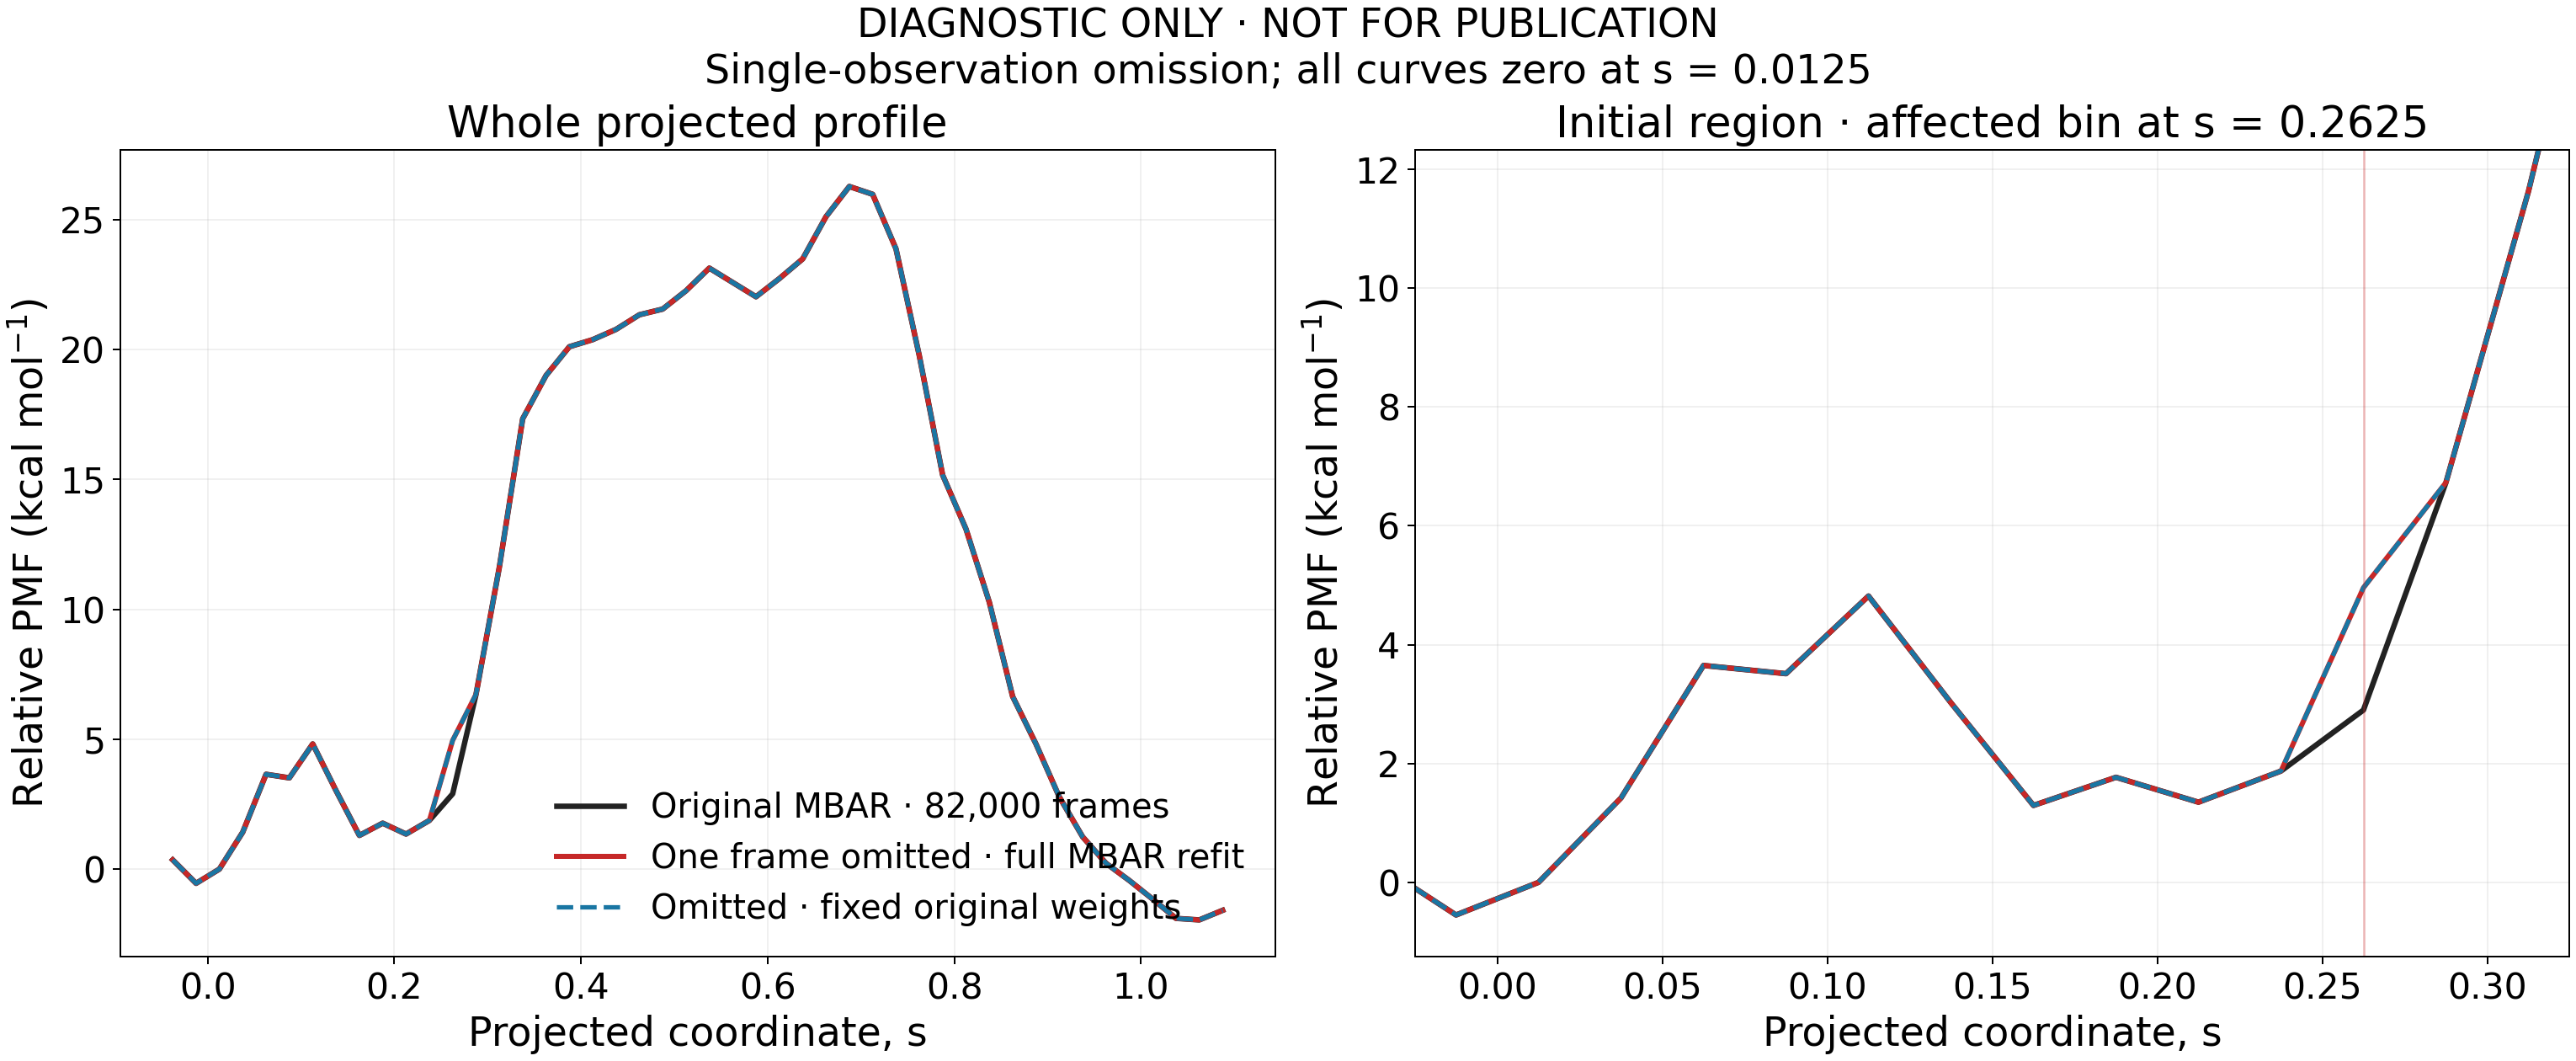 DIAGNOSTIC ONLY · NOT FOR PUBLICATION
Single-observation omission; all curves zero at s = 0.0125
Whole projected profile
Relative PMF (kcal mol⁻¹)
25
20
15
10
5
0
0.0 0.2 0.4 0.6 0.8 1.0
Projected coordinate, s
Original MBAR · 82,000 frames
One frame omitted · full MBAR refit
Omitted · fixed original weights
Initial region · affected bin at s = 0.2625
Relative PMF (kcal mol⁻¹)
12
10
8
6
4
2
0
0.00 0.05 0.10 0.15 0.20 0.25 0.30
Projected coordinate, s